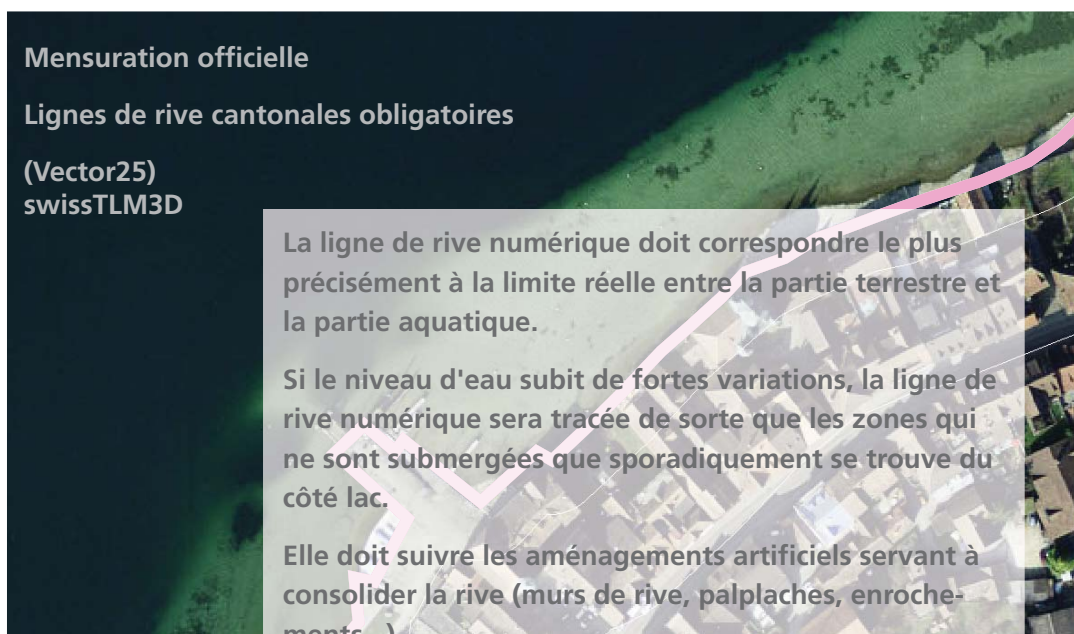 Mensuration officielle
Lignes de rive cantonales obligatoires
(Vector25)
swissTLM3D
La ligne de rive numérique doit correspondre le plus
précisément à la limite réelle entre la partie terrestre et
la partie aquatique.
Si le niveau d'eau subit de fortes variations, la ligne de
rive numérique sera tracée de sorte que les zones qui
ne sont submergées que sporadiquement se trouve du
côté lac.
Elle doit suivre les aménagements artificiels servant à
consolider la rive (murs de rive, palplaches, enroche-
ments...)